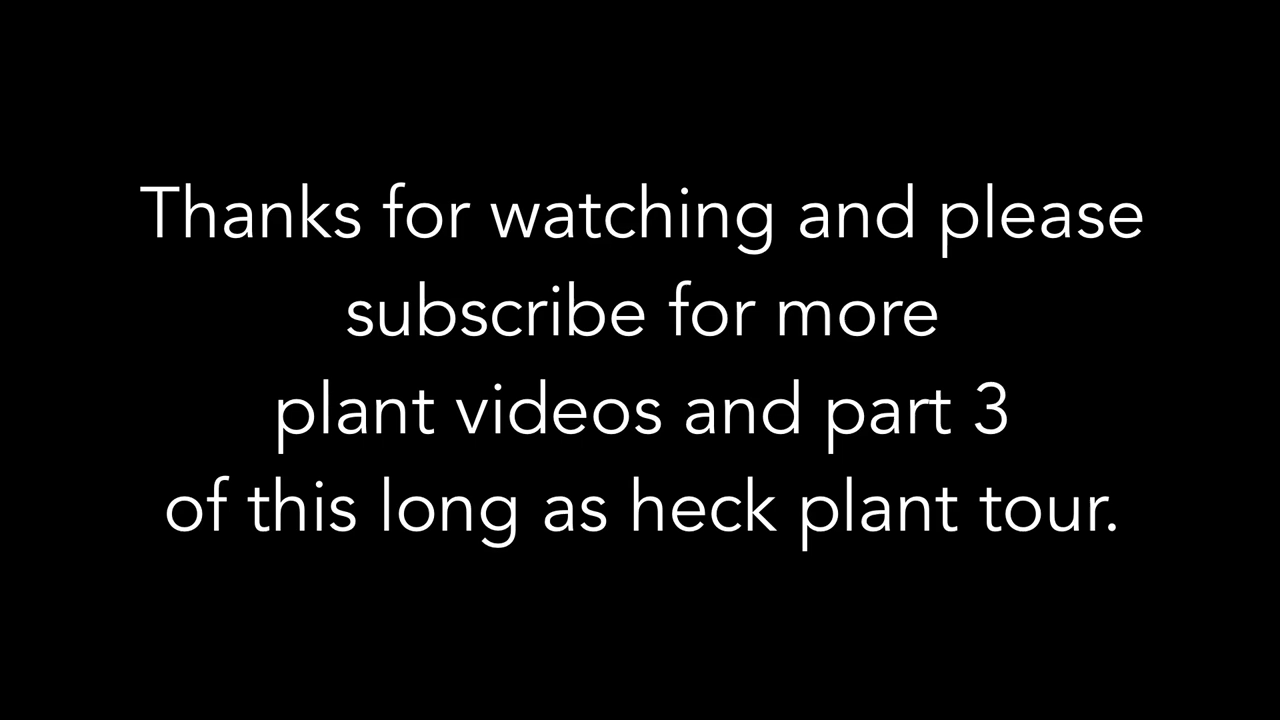 Thanks for watching and please
subscribe for more
plant videos and part 3
of this long as heck plant tour.